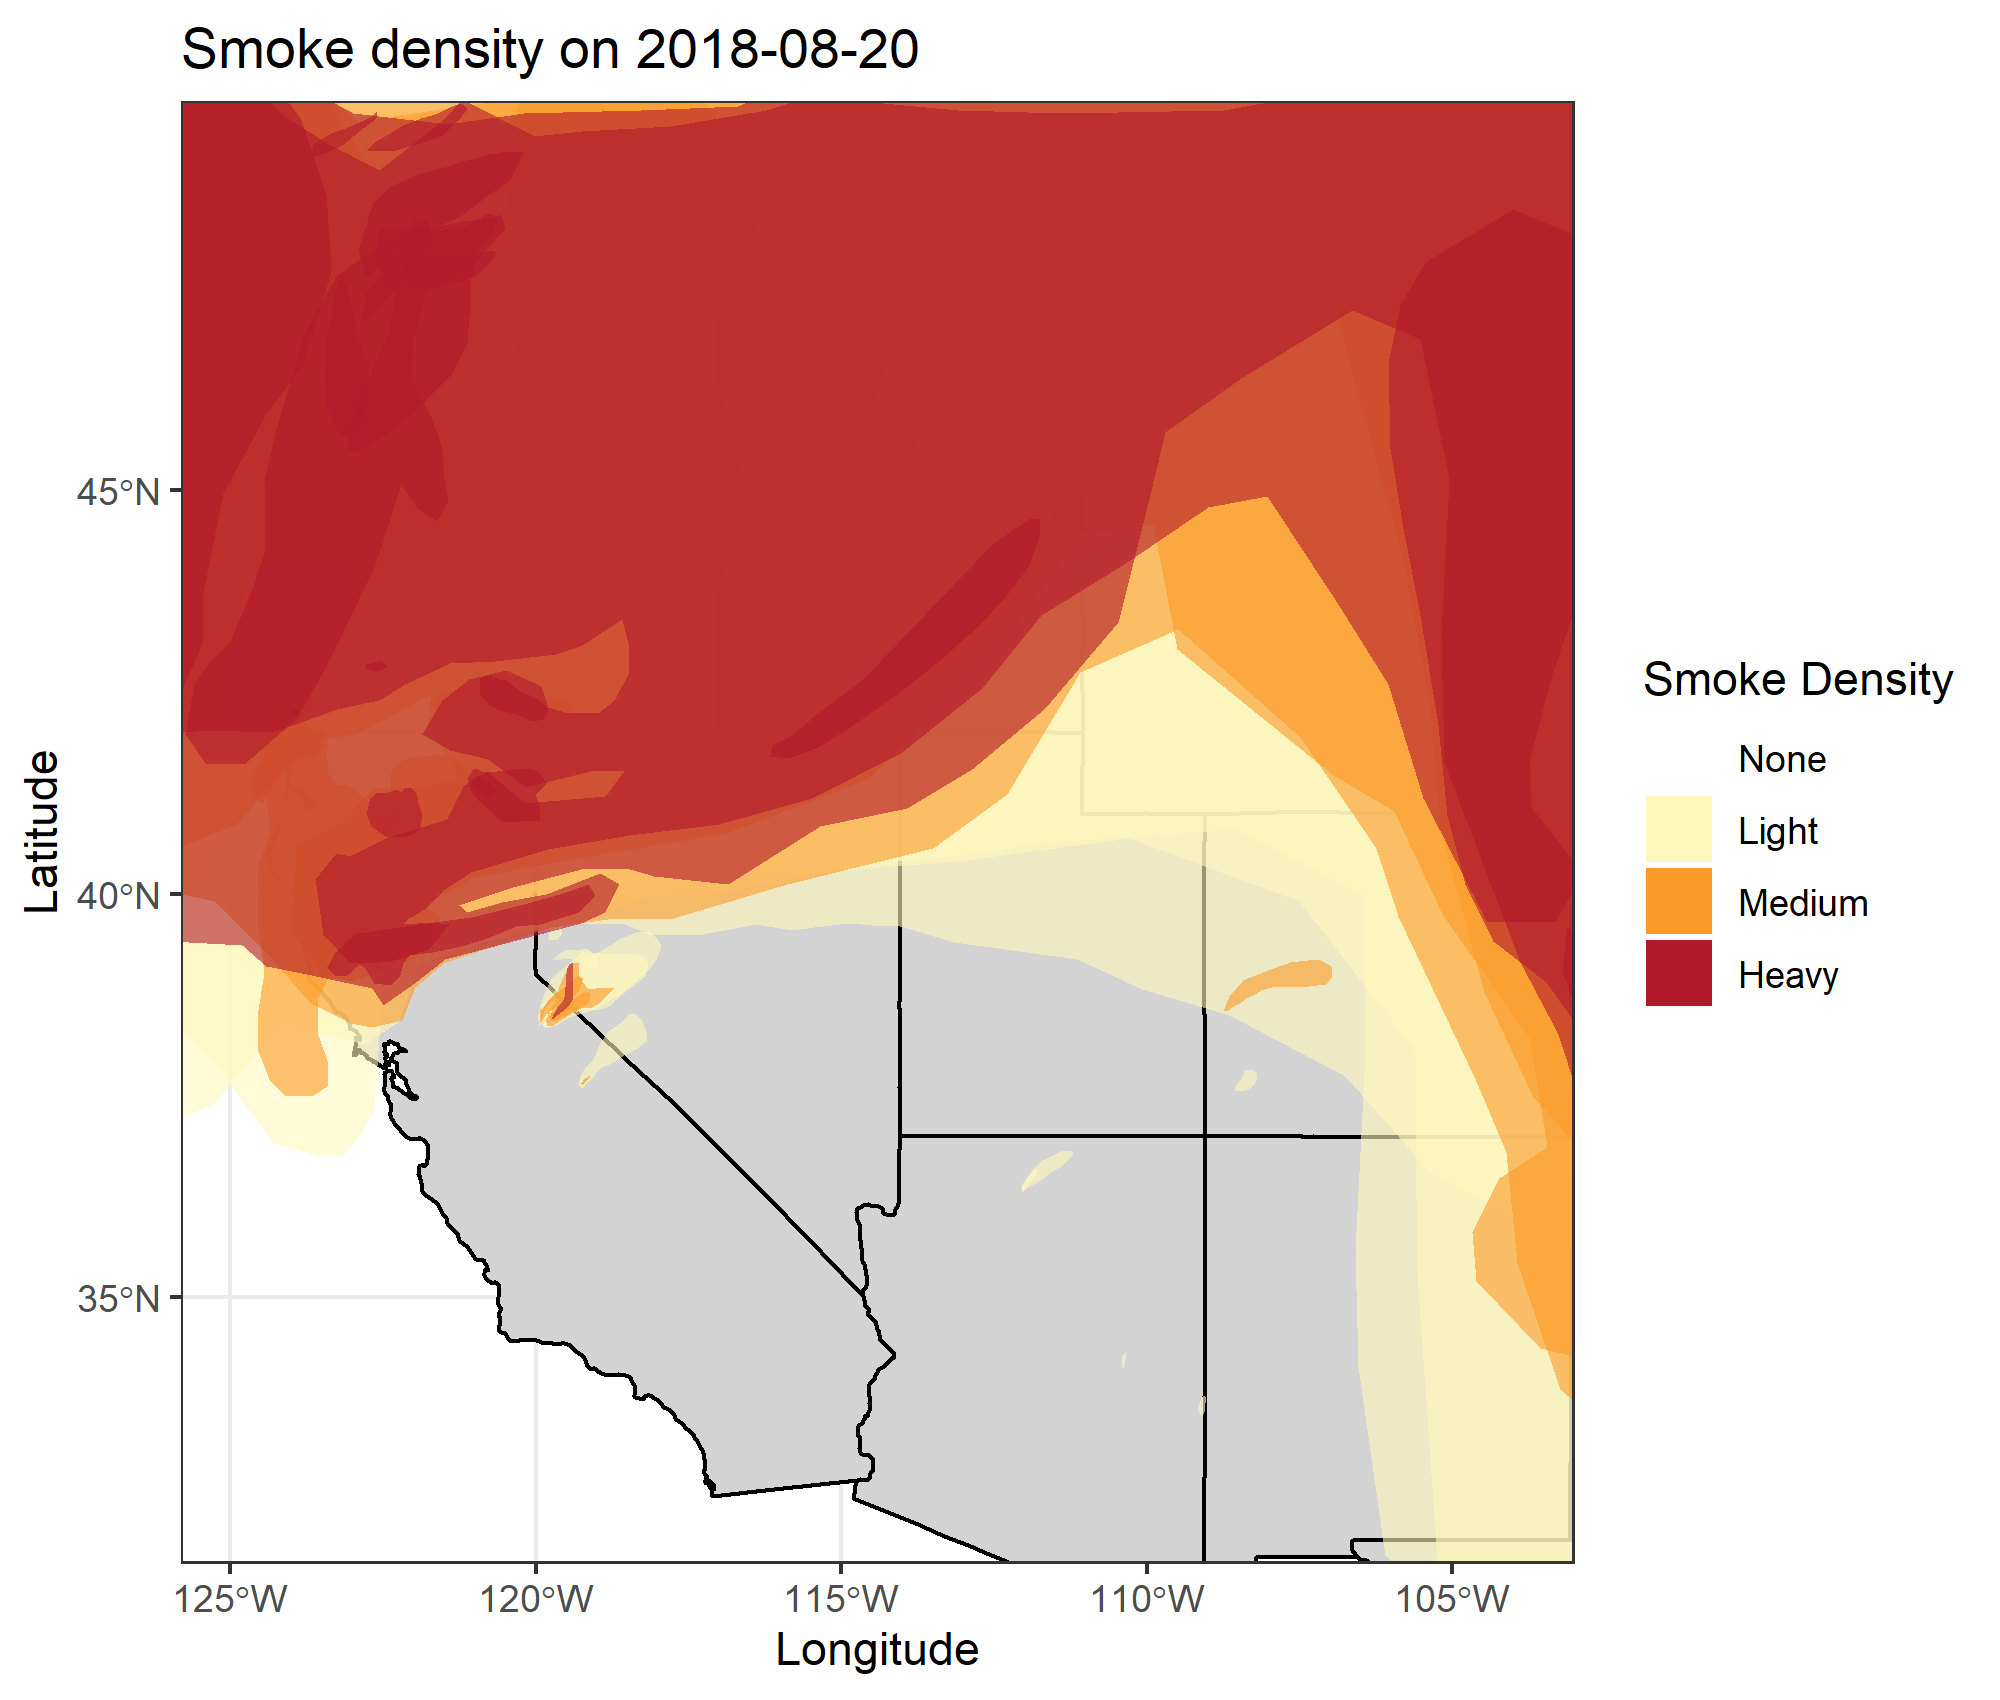 Smoke density on 2018-08-20
45°N
40°N
35°N
Latitude
125°W
120°W
115°W
110°W
105°W
Longitude
Smoke Density
None
Light
Medium
Heavy